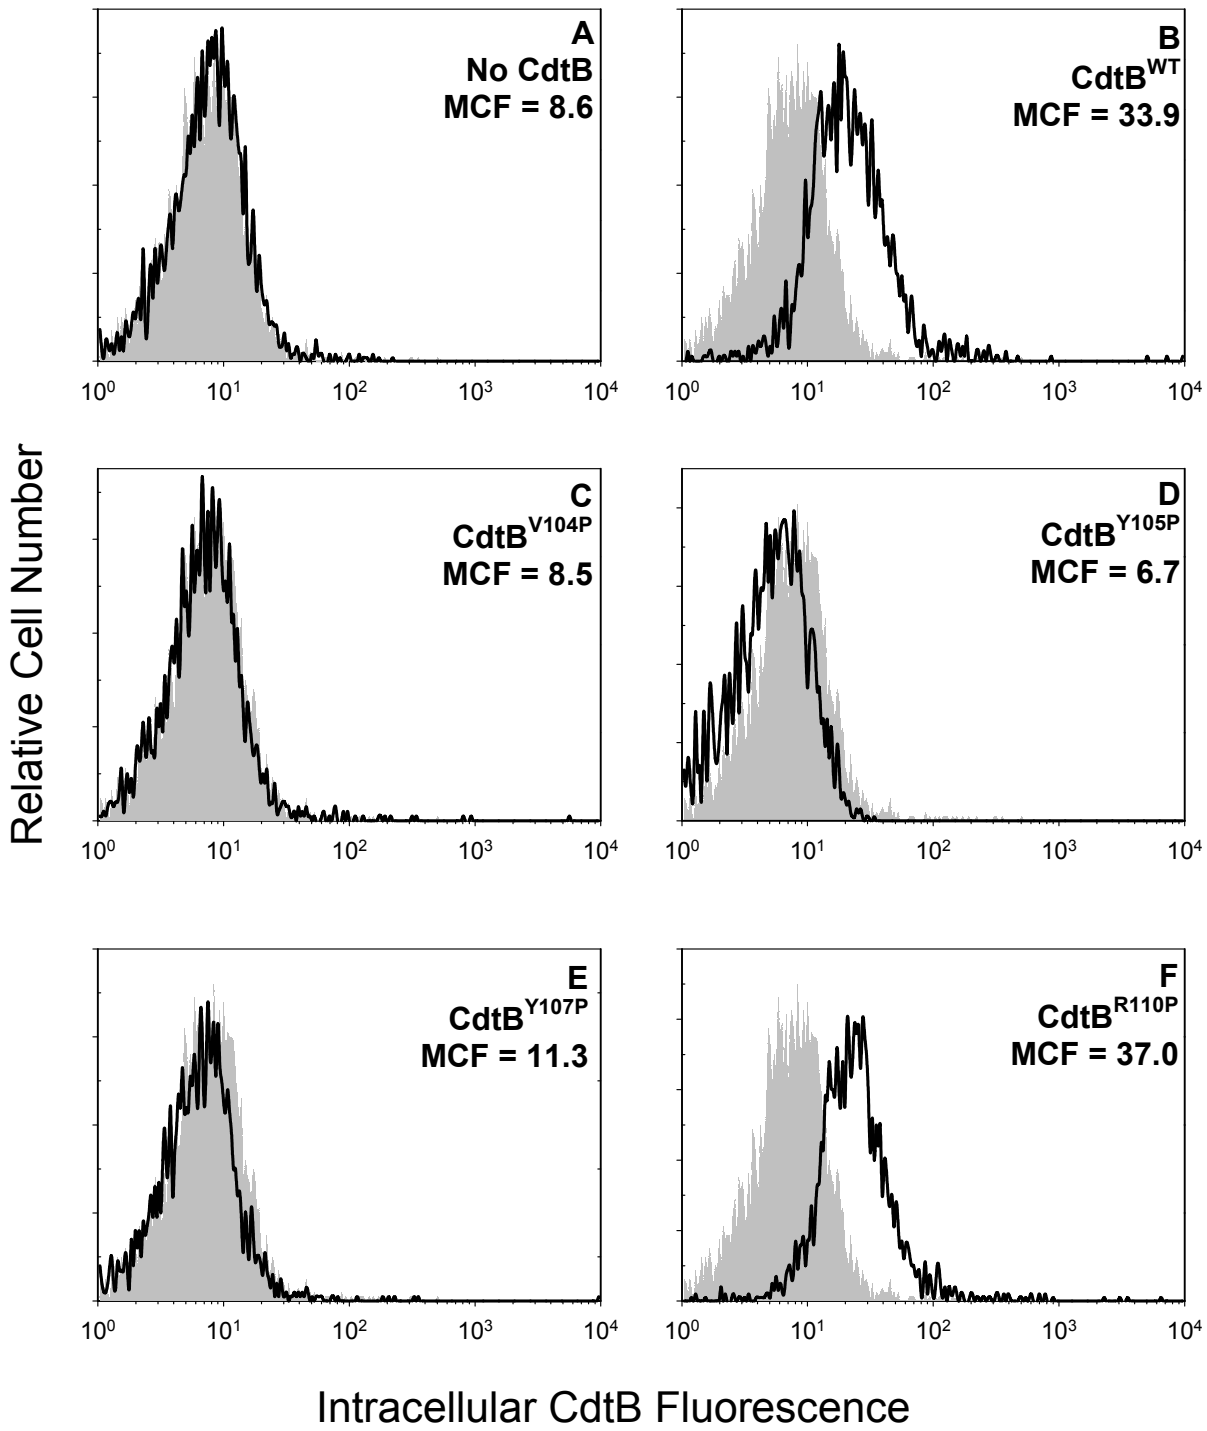 A
No CdtB
MCF = 8.6
10⁰ 10¹ 10² 10³ 10⁴
B
CdtB^WT
MCF = 33.9
10⁰ 10¹ 10² 10³ 10⁴
Relative Cell Number
C
CdtB^V104P
MCF = 8.5
10⁰ 10¹ 10² 10³ 10⁴
D
CdtB^Y105P
MCF = 6.7
10⁰ 10¹ 10² 10³ 10⁴
E
CdtB^Y107P
MCF = 11.3
10⁰ 10¹ 10² 10³ 10⁴
F
CdtB^R110P
MCF = 37.0
10⁰ 10¹ 10² 10³ 10⁴
Intracellular CdtB Fluorescence